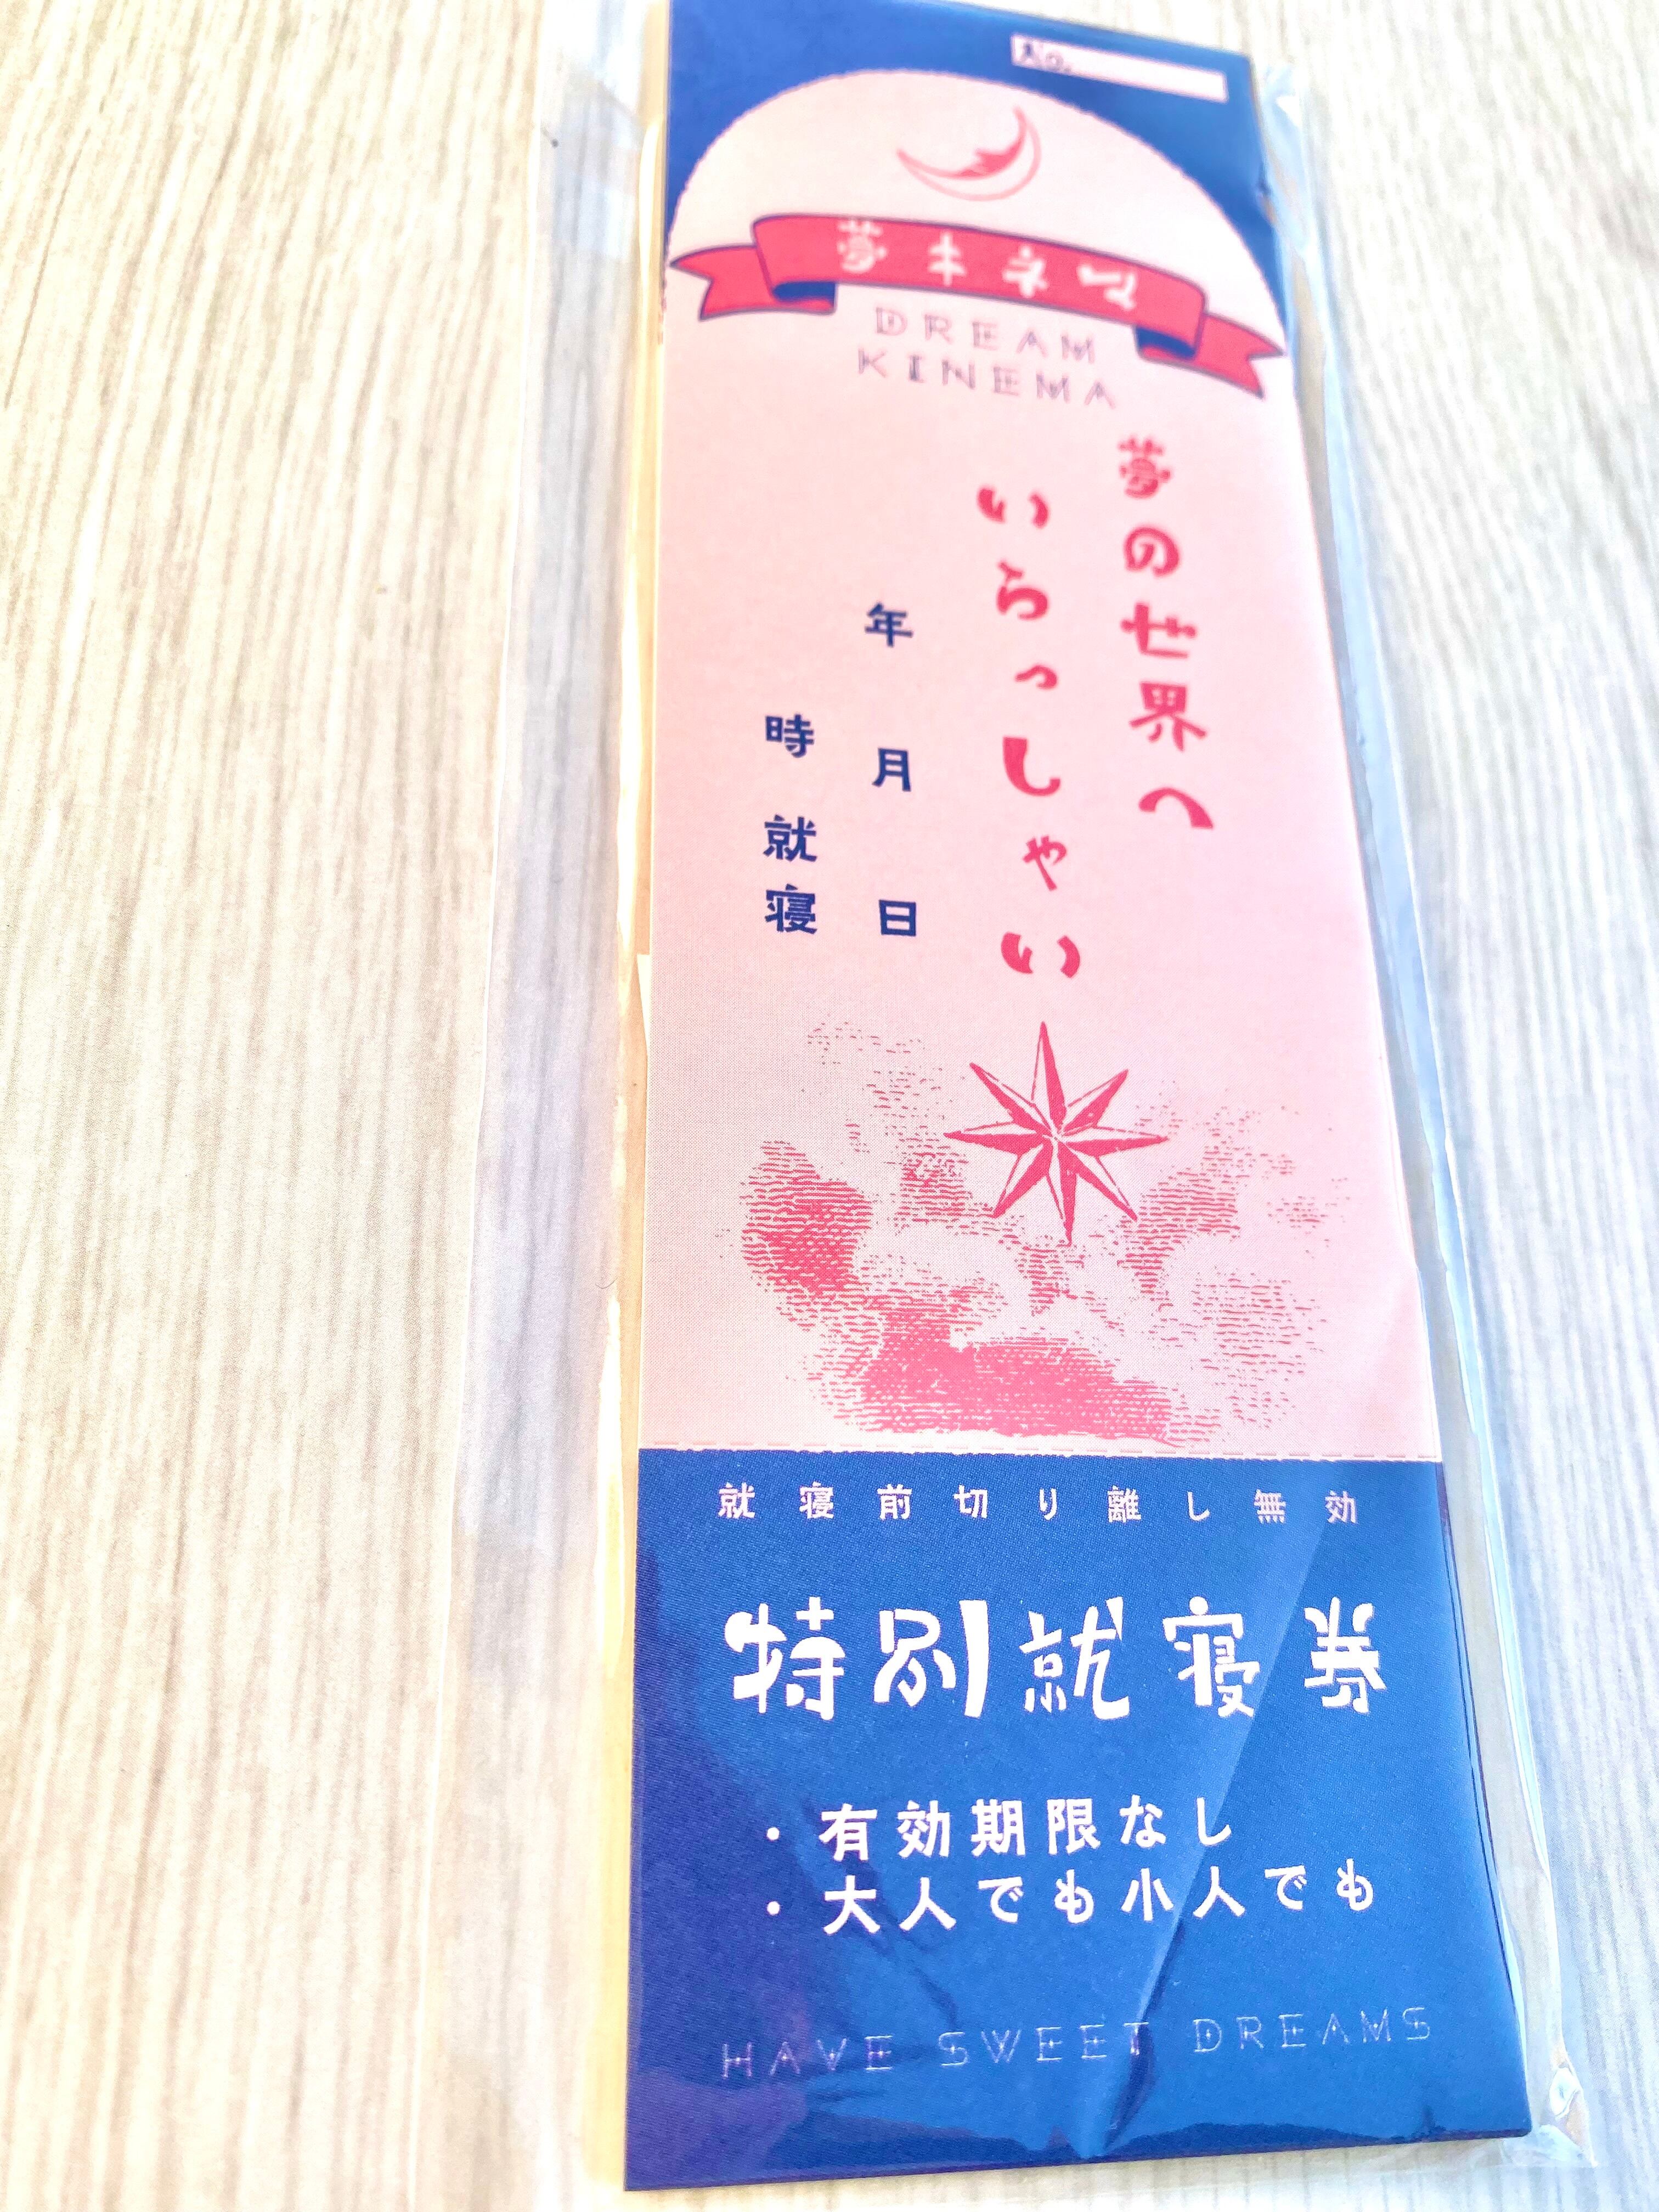 No.
夢キネマ
DREAM
KINEMA
夢の世界へ
いらっしゃい
年 月 日
時 就寝
就寝前切り離し無効
特別就寝券
・有効期限なし
・大人でも小人でも
HAVE SWEET DREAMS